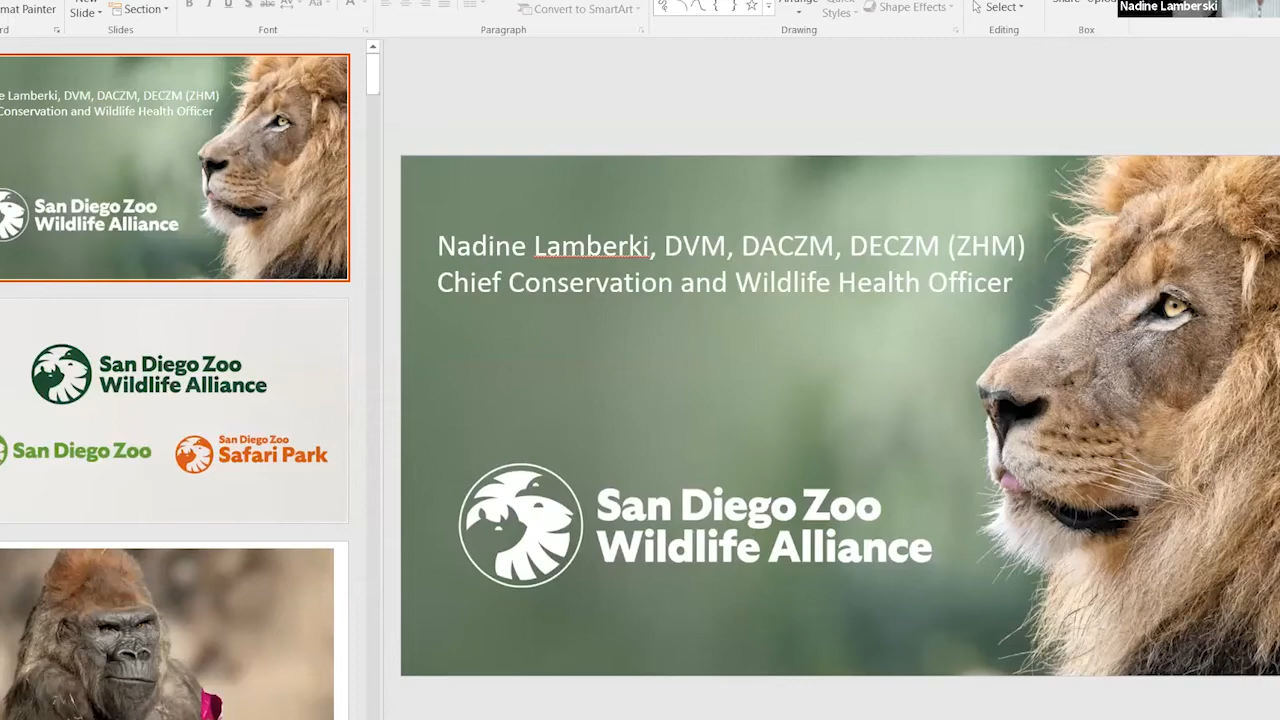 mat Painter
New
Slide
Section
Slides
B I U S abc AV Aa A
Font
Convert to SmartArt
Paragraph
Arrange
Quick
Styles
Shape Effects
Drawing
Select
Editing
Box
Nadine Lamberski
e Lamberki, DVM, DACZM, DECZM (ZHM)
Conservation and Wildlife Health Officer
San Diego Zoo
Wildlife Alliance
San Diego Zoo
Wildlife Alliance
San Diego Zoo
San Diego Zoo
Safari Park
Nadine Lamberki, DVM, DACZM, DECZM (ZHM)
Chief Conservation and Wildlife Health Officer
San Diego Zoo
Wildlife Alliance